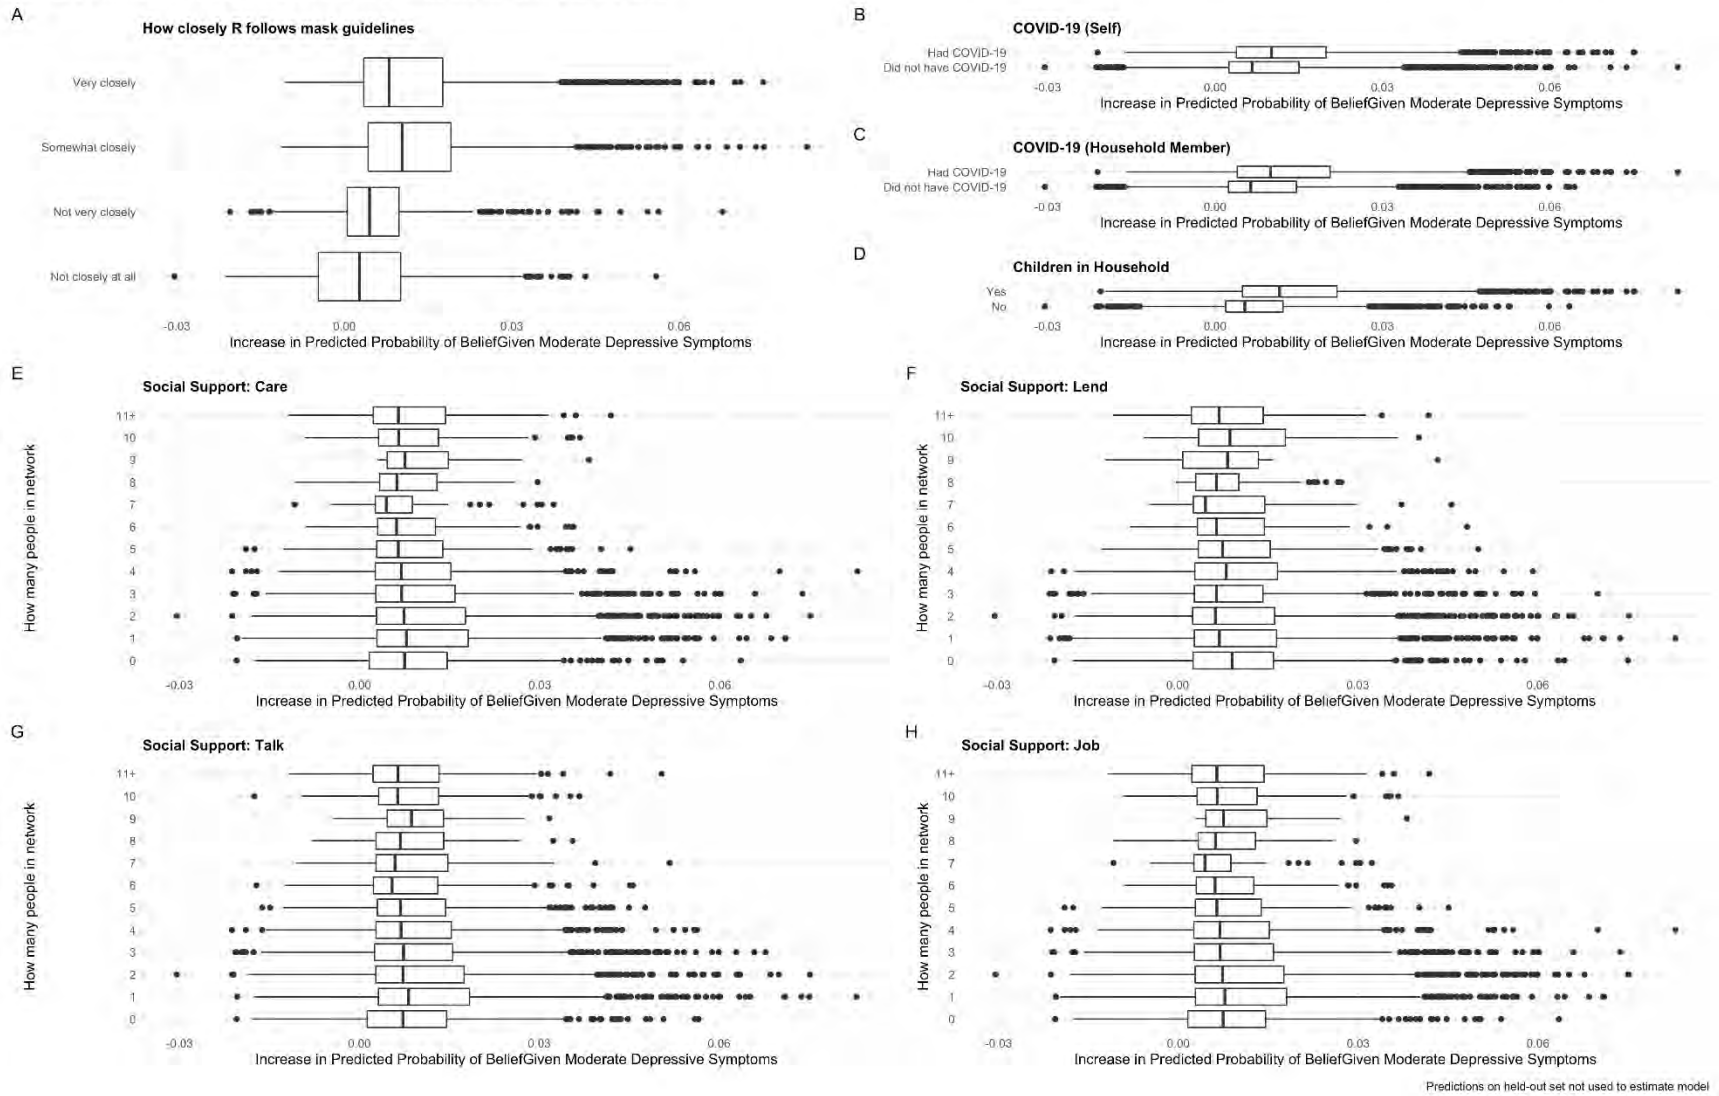 A
How closely R follows mask guidelines
Very closely
Somewhat closely
Not very closely
Not closely at all
-0.03 0.00 0.03 0.06
Increase in Predicted Probability of BeliefGiven Moderate Depressive Symptoms
B
COVID-19 (Self)
Had COVID-19
Did not have COVID-19
-0.03 0.00 0.03 0.06
Increase in Predicted Probability of BeliefGiven Moderate Depressive Symptoms
C
COVID-19 (Household Member)
Had COVID-19
Did not have COVID-19
-0.03 0.00 0.03 0.06
Increase in Predicted Probability of BeliefGiven Moderate Depressive Symptoms
D
Children in Household
Yes
No
-0.03 0.00 0.03 0.06
Increase in Predicted Probability of BeliefGiven Moderate Depressive Symptoms
E
Social Support: Care
How many people in network
11+
10
9
8
7
6
5
4
3
2
1
0
-0.03 0.00 0.03 0.06
Increase in Predicted Probability of BeliefGiven Moderate Depressive Symptoms
F
Social Support: Lend
How many people in network
11+
10
9
8
7
6
5
4
3
2
1
0
-0.03 0.00 0.03 0.06
Increase in Predicted Probability of BeliefGiven Moderate Depressive Symptoms
G
Social Support: Talk
How many people in network
11+
10
9
8
7
6
5
4
3
2
1
0
-0.03 0.00 0.03 0.06
Increase in Predicted Probability of BeliefGiven Moderate Depressive Symptoms
H
Social Support: Job
How many people in network
11+
10
9
8
7
6
5
4
3
2
1
0
-0.03 0.00 0.03 0.06
Increase in Predicted Probability of BeliefGiven Moderate Depressive Symptoms
Predictions on held-out set not used to estimate model